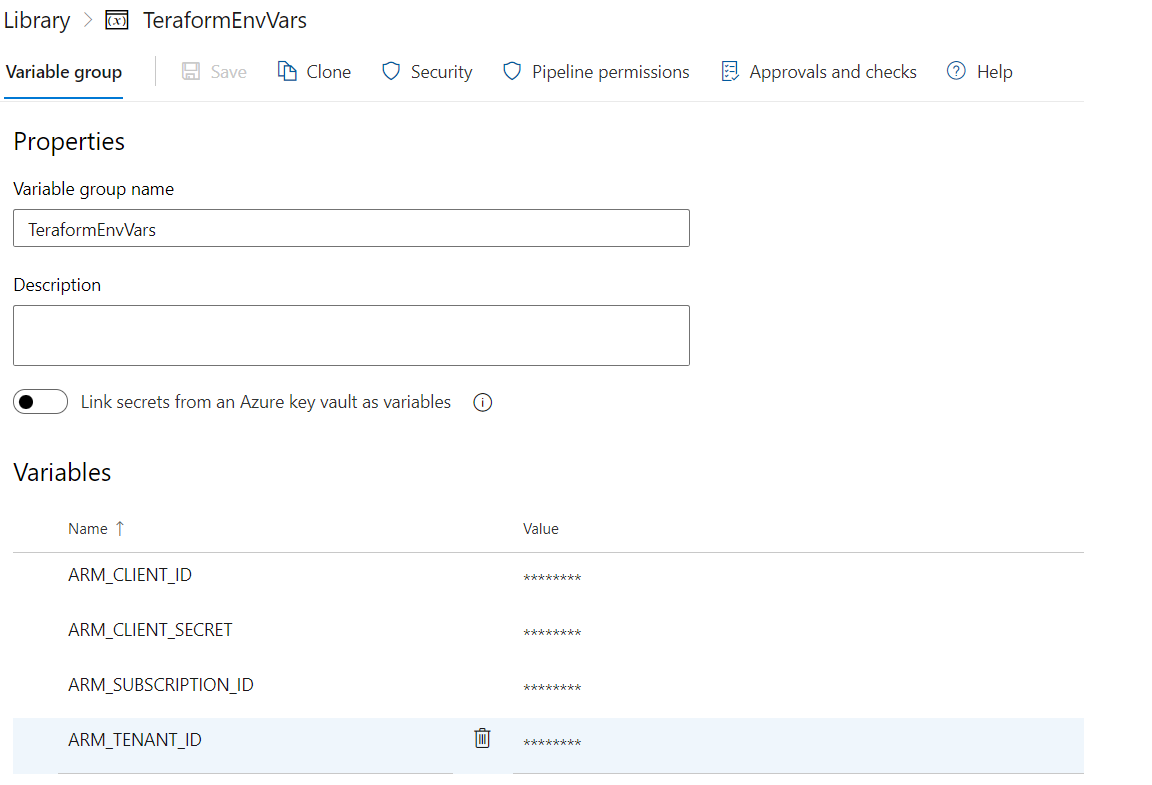 Library > TeraformEnvVars
Variable group Save Clone Security Pipeline permissions Approvals and checks Help
Properties
Variable group name
TeraformEnvVars
Description
Link secrets from an Azure key vault as variables
Variables
Name ↑ Value
ARM_CLIENT_ID ********
ARM_CLIENT_SECRET ********
ARM_SUBSCRIPTION_ID ********
ARM_TENANT_ID ********